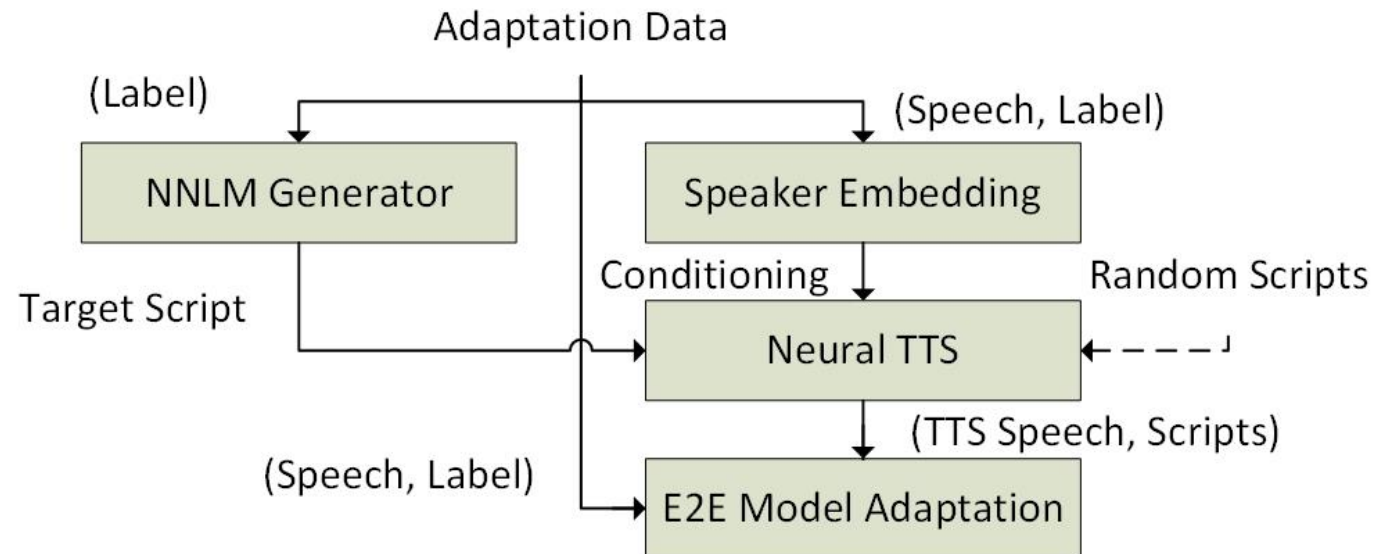 Adaptation Data
(Label)
(Speech, Label)
NNLM Generator
Speaker Embedding
Conditioning
Random Scripts
Target Script
Neural TTS
(TTS Speech, Scripts)
(Speech, Label)
E2E Model Adaptation